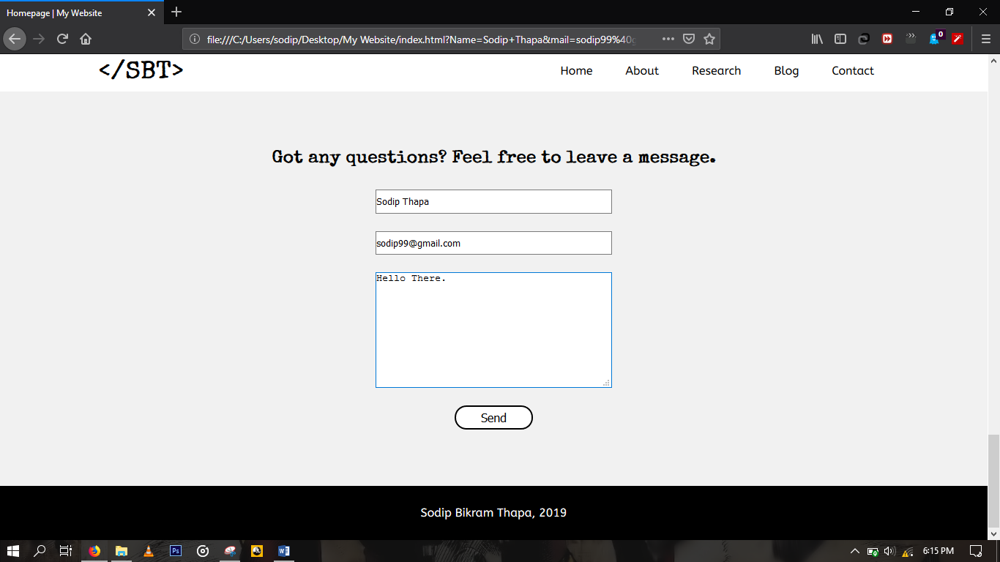 Homepage | My Website
file:///C:/Users/sodip/Desktop/My Website/index.html?Name=Sodip+Thapa&mail=sodip99%40g
0
</SBT>
Home About Research Blog Contact
Got any questions? Feel free to leave a message.
Sodip Thapa
sodip99@gmail.com
Hello There.
Send
Sodip Bikram Thapa, 2019
Ps
W
6:15 PM